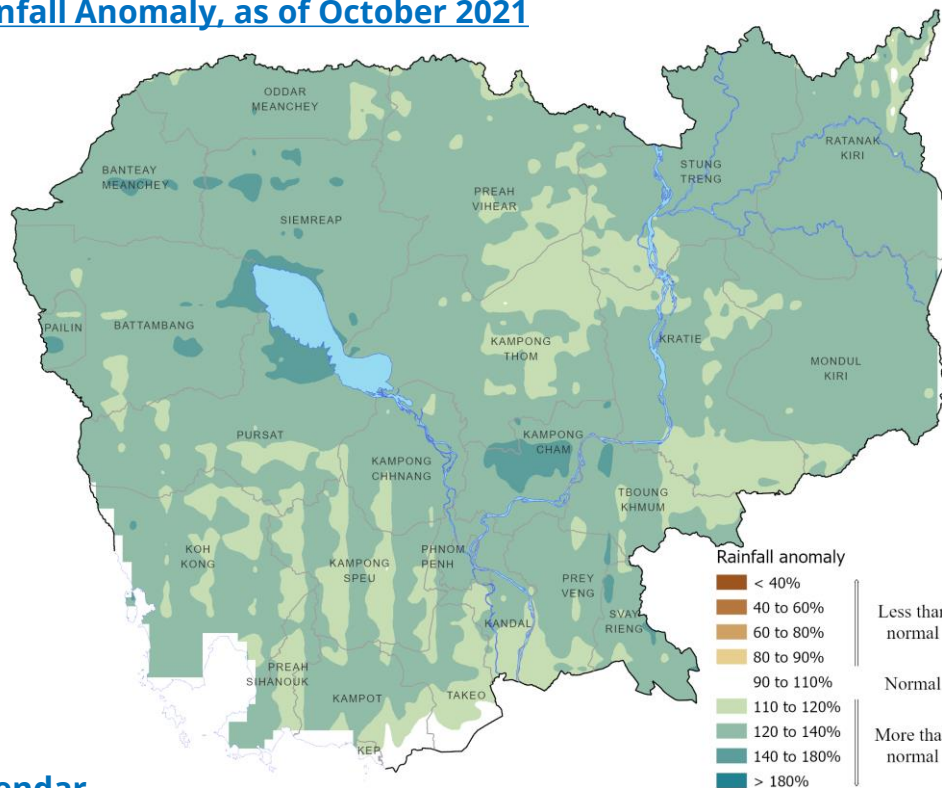 nfall Anomaly, as of October 2021
ODDAR
MEANCHEY
BANTEAY
MEANCHEY
SIEMREAP
PREAH
VIHEAR
STUNG
TRENG
RATANAK
KIRI
PAILIN
BATTAMBANG
KAMPONG
THOM
KRATIE
MONDUL
KIRI
PURSAT
KAMPONG
CHHNANG
KAMPONG
CHAM
TBOUNG
KHMUM
KOH
KONG
KAMPONG
SPEU
PHNOM
PENH
PREY
VENG
KANDAL
SVAY
RIENG
PREAH
SIHANOUK
KAMPOT
TAKEO
KEP
Rainfall anomaly
< 40%
40 to 60%
60 to 80%
80 to 90%
90 to 110%
110 to 120%
120 to 140%
140 to 180%
> 180%
Less than
normal
Normal
More tha
normal
endar